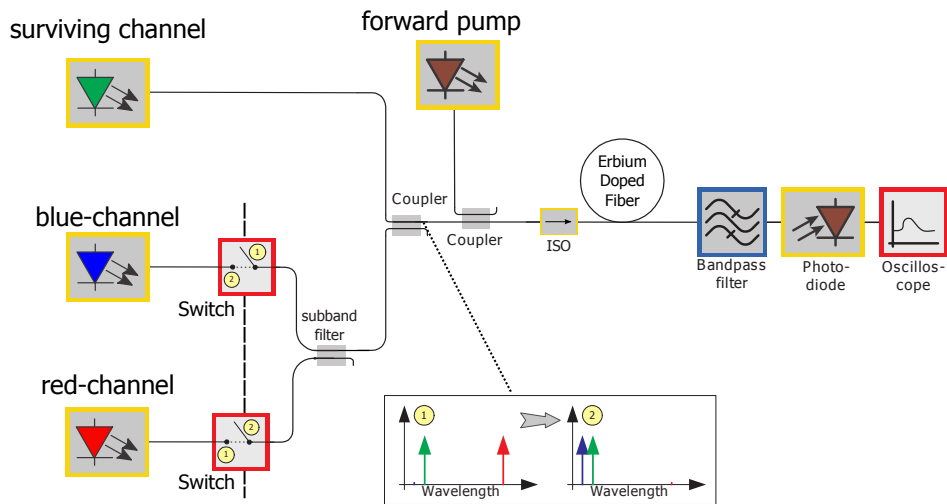 surviving channel
forward pump
Erbium
Doped
Fiber
Coupler
Coupler
ISO
Bandpass
filter
Photo-
diode
Oscillos-
cope
blue-channel
1
2
Switch
subband
filter
red-channel
2
1
Switch
1
2
Wavelength
Wavelength